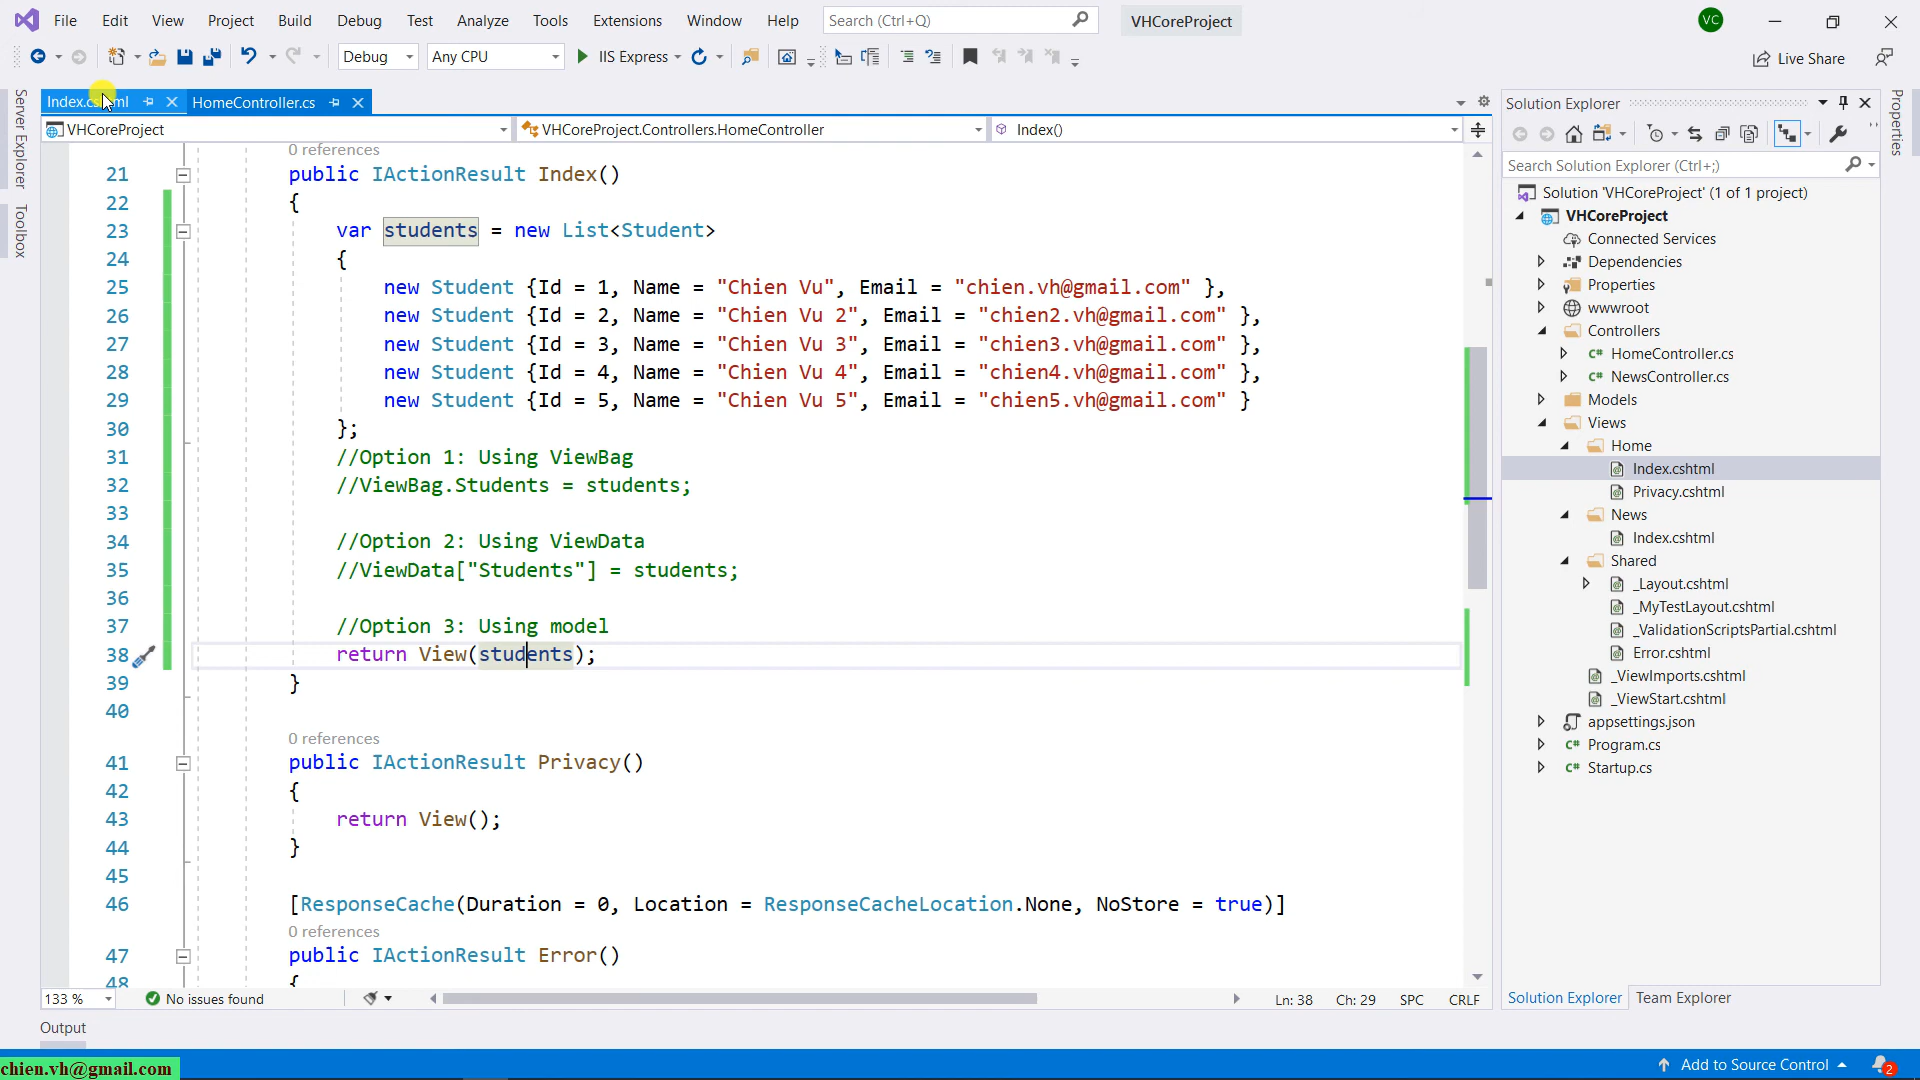 File Edit View Project Build Debug Test Analyze Tools Extensions Window Help Search (Ctrl+Q) VHCoreProject VC
Debug Any CPU IIS Express Live Share
Index.cshtml HomeController.cs
VHCoreProject VHCoreProject.Controllers.HomeController Index()
Server Explorer
Toolbox
0 references
21 public IActionResult Index()
22 {
23 var students = new List<Student>
24 {
25 new Student {Id = 1, Name = "Chien Vu", Email = "chien.vh@gmail.com" },
26 new Student {Id = 2, Name = "Chien Vu 2", Email = "chien2.vh@gmail.com" },
27 new Student {Id = 3, Name = "Chien Vu 3", Email = "chien3.vh@gmail.com" },
28 new Student {Id = 4, Name = "Chien Vu 4", Email = "chien4.vh@gmail.com" },
29 new Student {Id = 5, Name = "Chien Vu 5", Email = "chien5.vh@gmail.com" }
30 };
31 //Option 1: Using ViewBag
32 //ViewBag.Students = students;
33
34 //Option 2: Using ViewData
35 //ViewData["Students"] = students;
36
37 //Option 3: Using model
38 return View(students);
39 }
40
0 references
41 public IActionResult Privacy()
42 {
43 return View();
44 }
45
46 [ResponseCache(Duration = 0, Location = ResponseCacheLocation.None, NoStore = true)]
0 references
47 public IActionResult Error()
48 {
133 % No issues found Ln: 38 Ch: 29 SPC CRLF
Output
Solution Explorer
Search Solution Explorer (Ctrl+;)
Solution 'VHCoreProject' (1 of 1 project)
VHCoreProject
Connected Services
Dependencies
Properties
wwwroot
Controllers
C# HomeController.cs
C# NewsController.cs
Models
Views
Home
Index.cshtml
Privacy.cshtml
News
Index.cshtml
Shared
_Layout.cshtml
_MyTestLayout.cshtml
_ValidationScriptsPartial.cshtml
Error.cshtml
_ViewImports.cshtml
_ViewStart.cshtml
appsettings.json
C# Program.cs
C# Startup.cs
Solution Explorer Team Explorer
Properties
chien.vh@gmail.com Add to Source Control 2